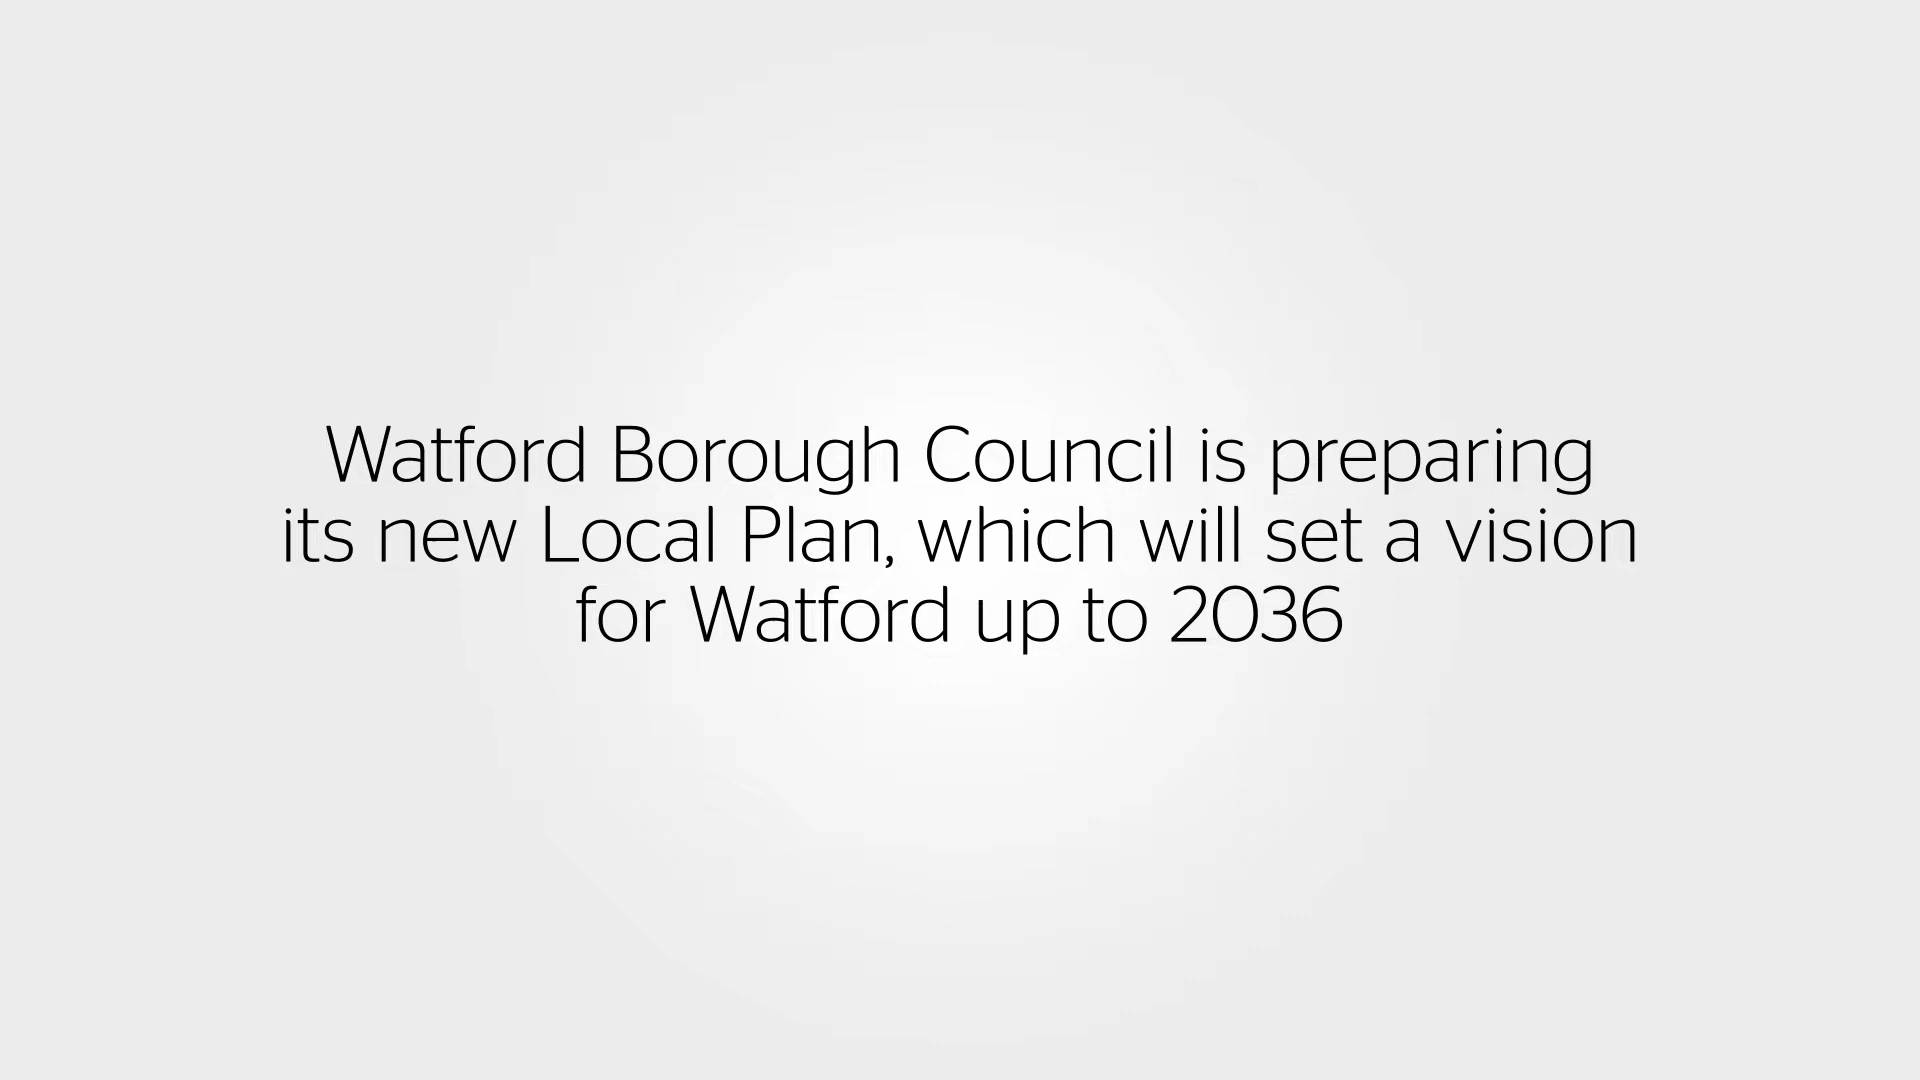 Watford Borough Council is preparing
its new Local Plan, which will set a vision
for Watford up to 2036